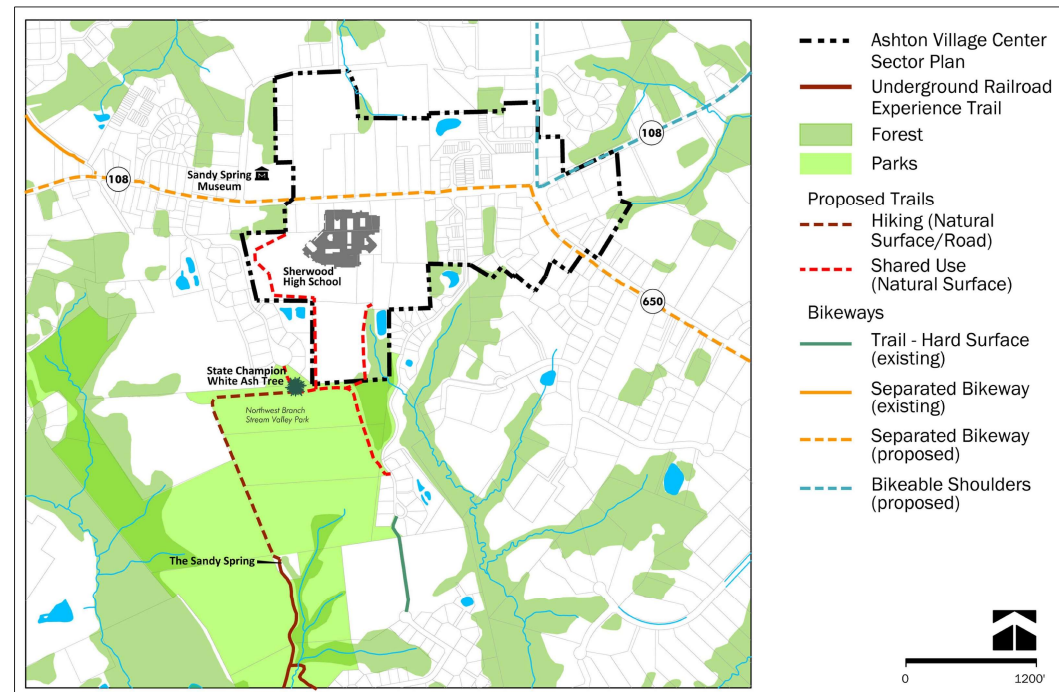 108
108
Sandy Spring
Museum
Sherwood
High School
650
State Champion
White Ash Tree
Northwest Branch
Stream Valley Park
The Sandy Spring
Ashton Village Center
Sector Plan
Underground Railroad
Experience Trail
Forest
Parks
Proposed Trails
Hiking (Natural
Surface/Road)
Shared Use
(Natural Surface)
Bikeways
Trail - Hard Surface
(existing)
Separated Bikeway
(existing)
Separated Bikeway
(proposed)
Bikeable Shoulders
(proposed)
0 1200'